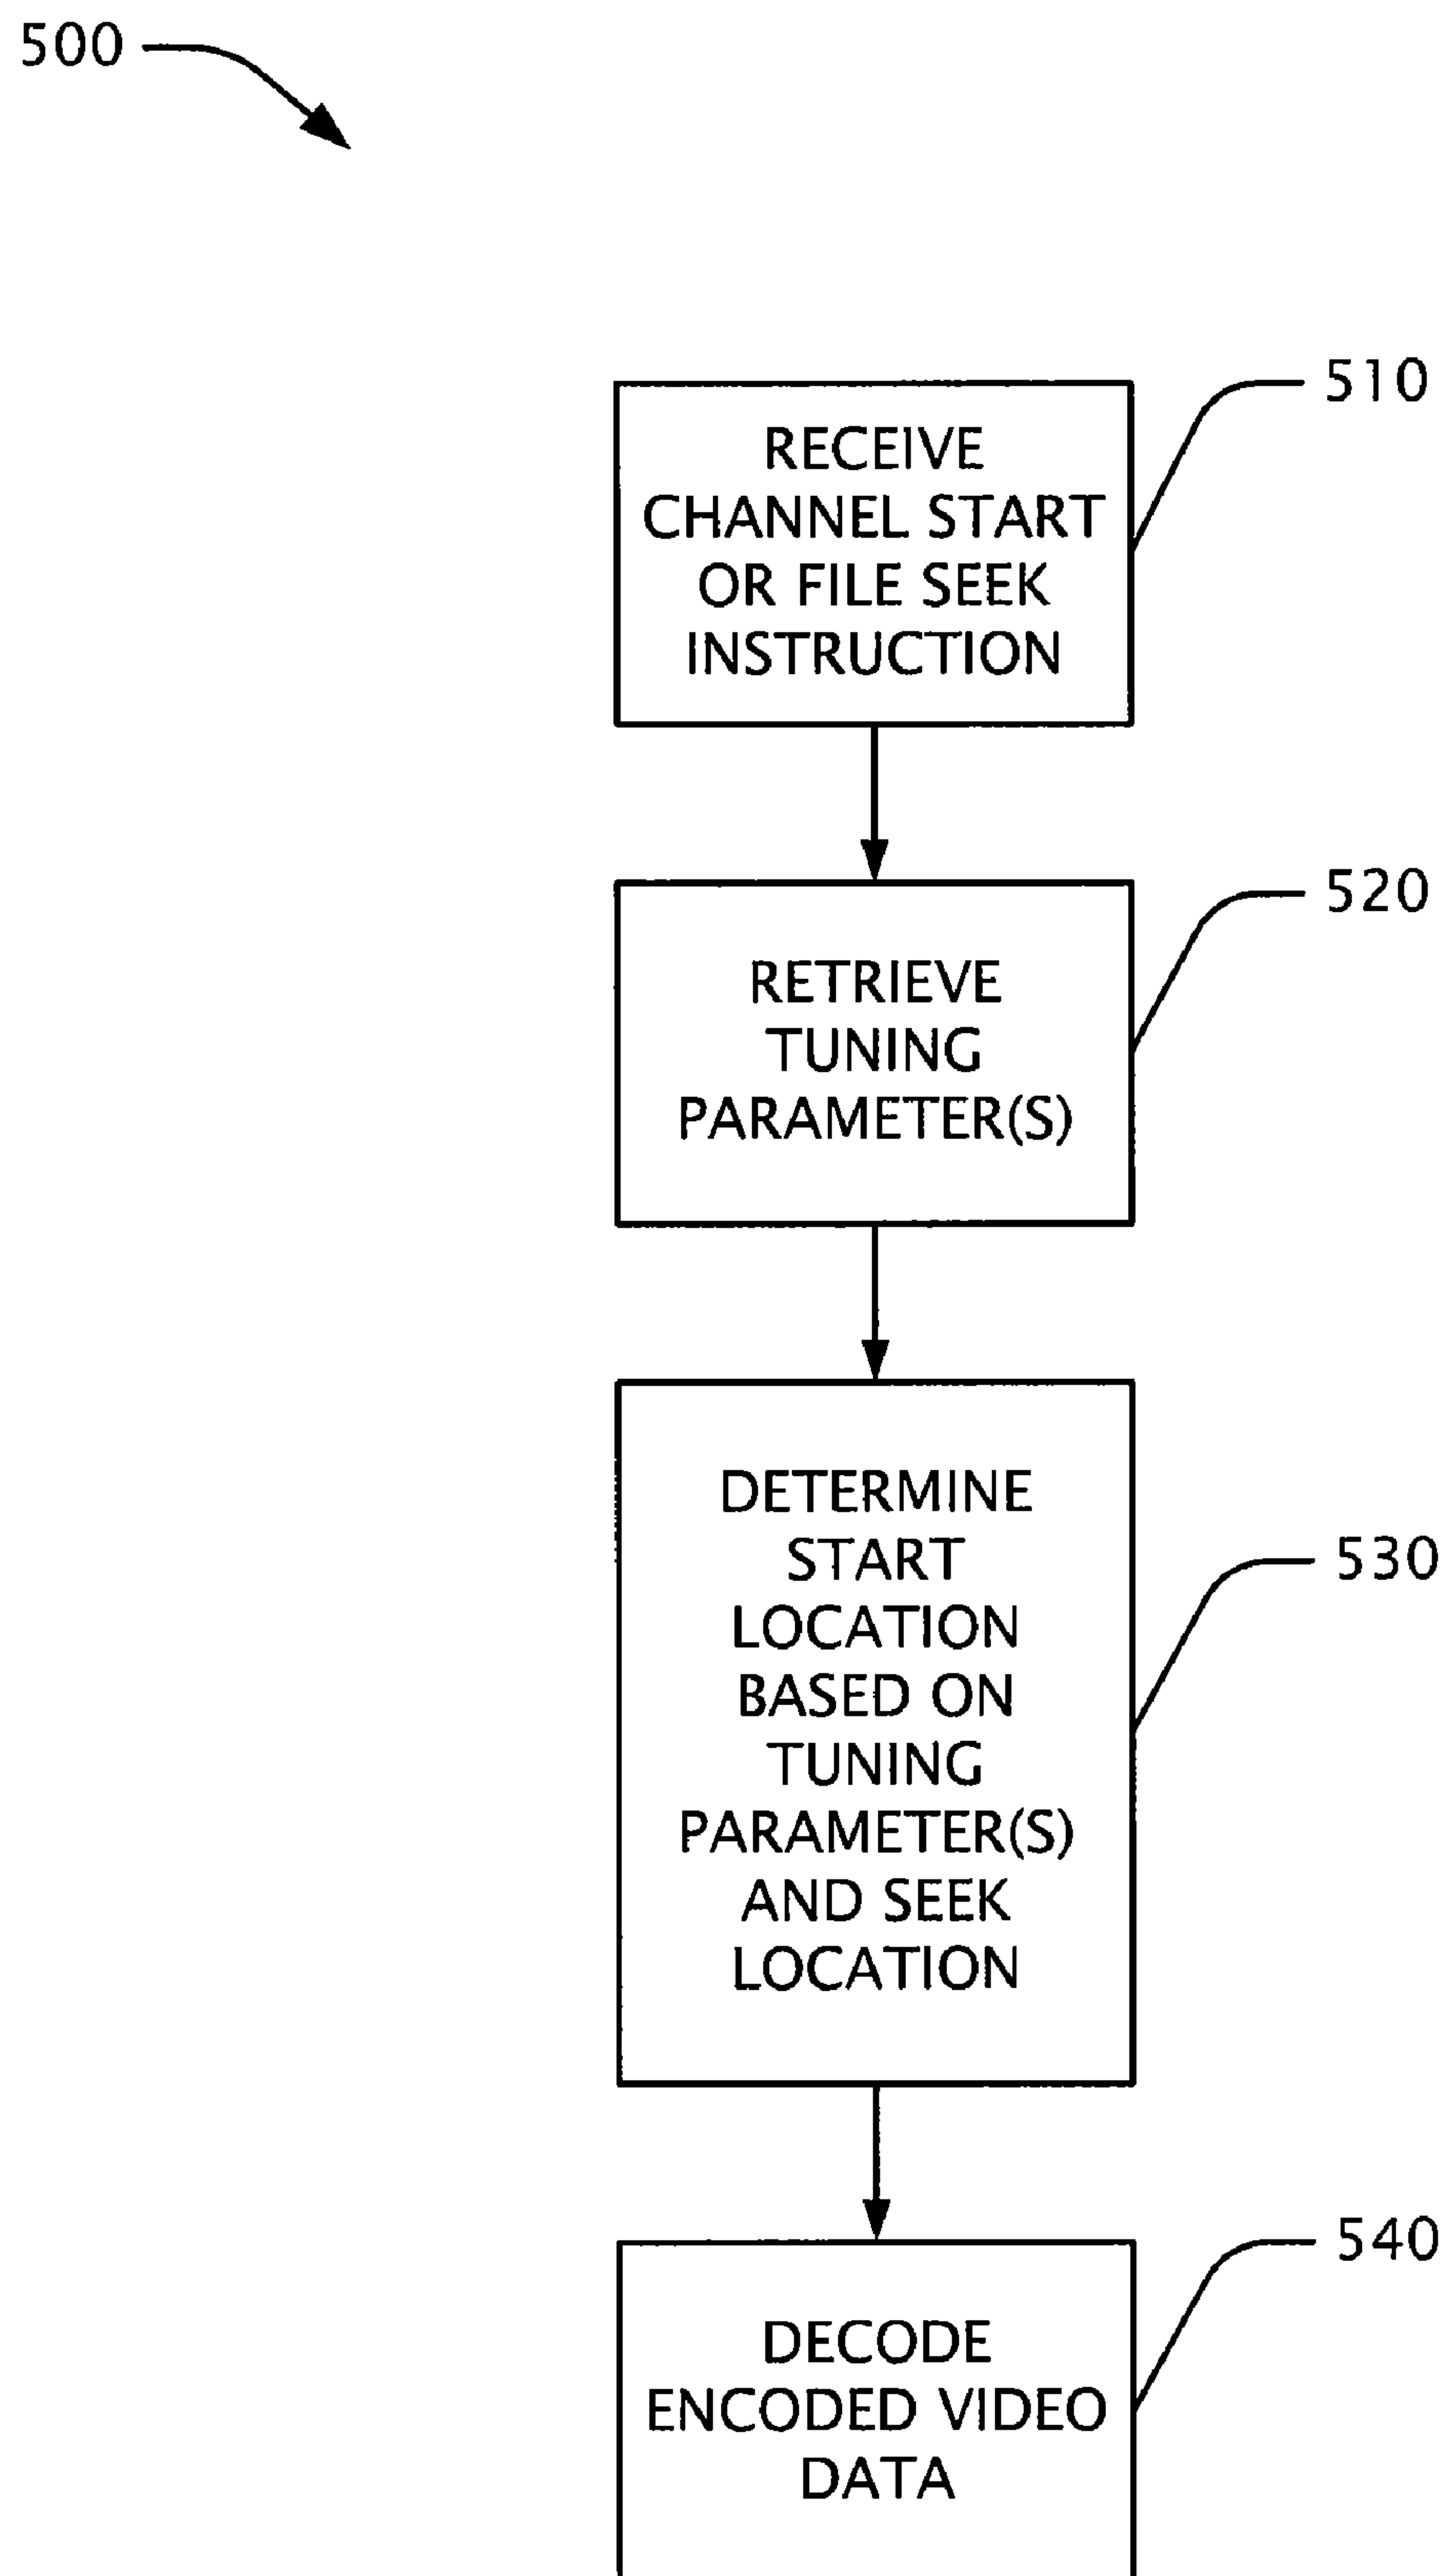 500
510
RECEIVE
CHANNEL START
OR FILE SEEK
INSTRUCTION
520
RETRIEVE
TUNING
PARAMETER(S)
530
DETERMINE
START
LOCATION
BASED ON
TUNING
PARAMETER(S)
AND SEEK
LOCATION
540
DECODE
ENCODED VIDEO
DATA